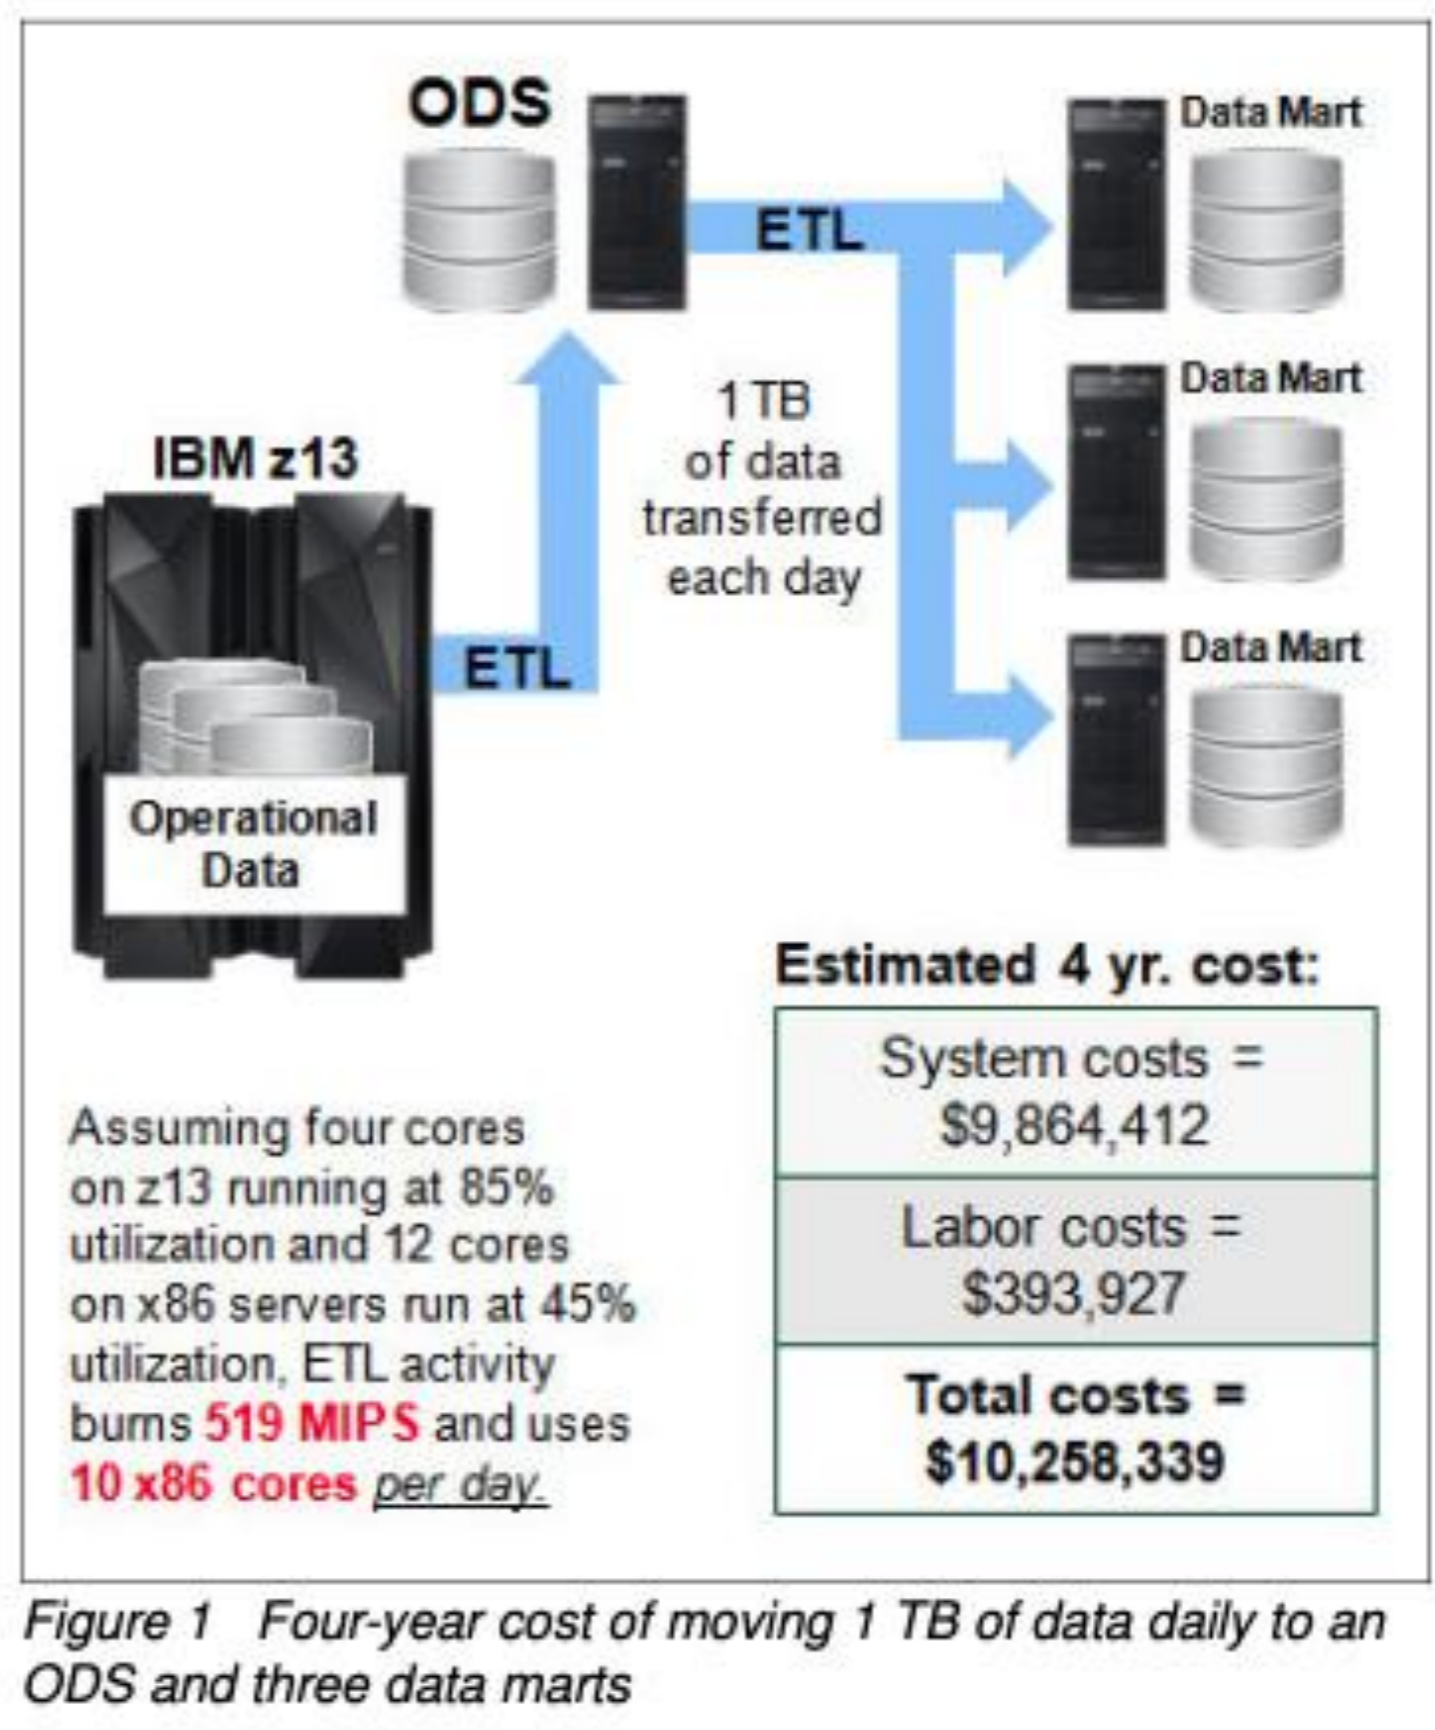 ODS
Data Mart
ETL
Data Mart
1 TB
of data
transferred
each day
IBM z13
ETL
Data Mart
Operational
Data
Estimated 4 yr. cost:
System costs =
$9,864,412
Labor costs =
$393,927
Total costs =
$10,258,339
Assuming four cores
on z13 running at 85%
utilization and 12 cores
on x86 servers run at 45%
utilization, ETL activity
burns 519 MIPS and uses
10 x86 cores per day.
Figure 1 Four-year cost of moving 1 TB of data daily to an
ODS and three data marts